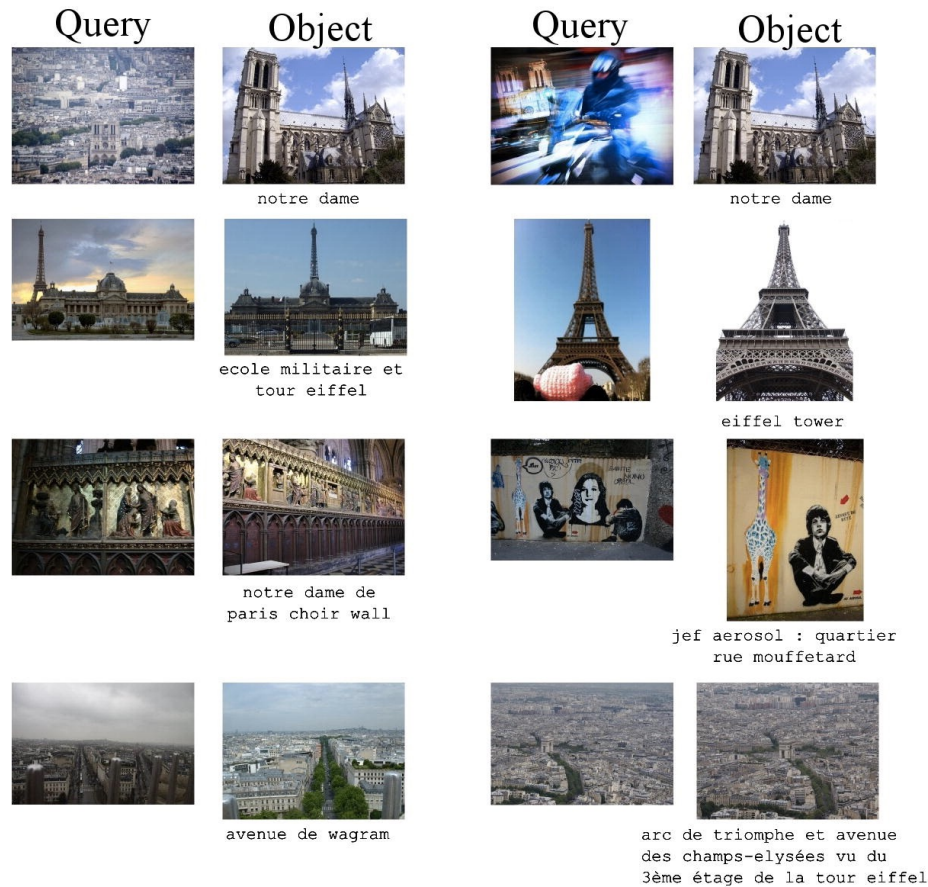 Query Object Query Object
notre dame
notre dame
ecole militaire et
tour eiffel
eiffel tower
notre dame de
paris choir wall
jef aerosol : quartier
rue mouffetard
avenue de wagram
arc de triomphe et avenue
des champs-elysées vu du
3ème étage de la tour eiffel